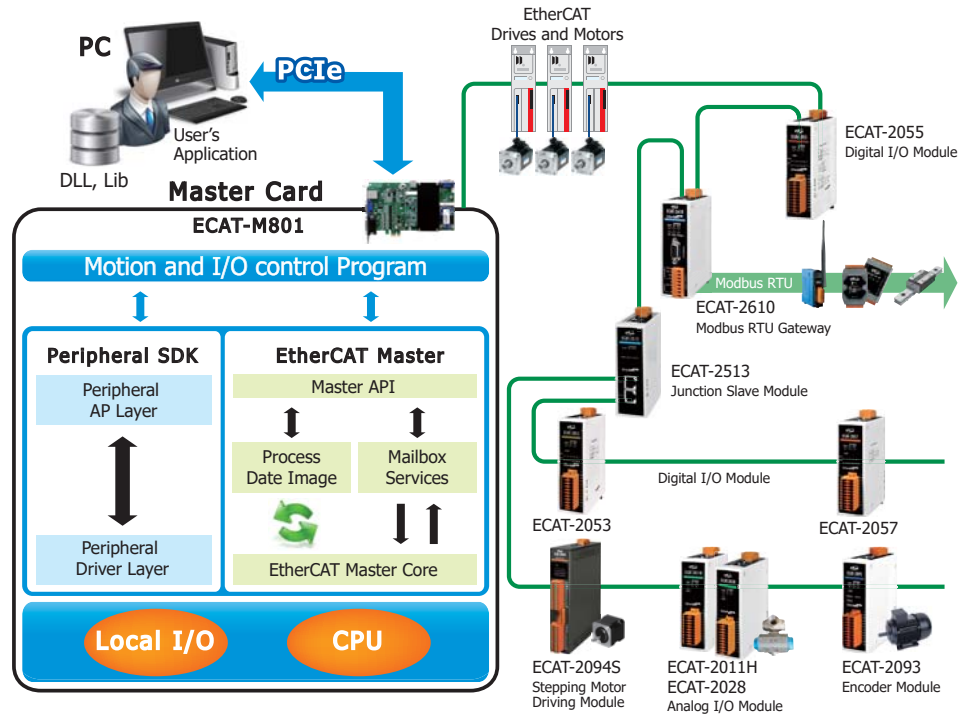 PC
PCIe
User's
Application
DLL, Lib
Master Card
ECAT-M801
Motion and I/O control Program
Peripheral SDK
Peripheral
AP Layer
Peripheral
Driver Layer
EtherCAT Master
Master API
Process
Date Image
Mailbox
Services
EtherCAT Master Core
Local I/O
CPU
EtherCAT
Drives and Motors
ECAT-2055
Digital I/O Module
Modbus RTU
ECAT-2610
Modbus RTU Gateway
ECAT-2513
Junction Slave Module
Digital I/O Module
ECAT-2053
ECAT-2057
ECAT-2094S
Stepping Motor
Driving Module
ECAT-2011H
ECAT-2028
Analog I/O Module
ECAT-2093
Encoder Module